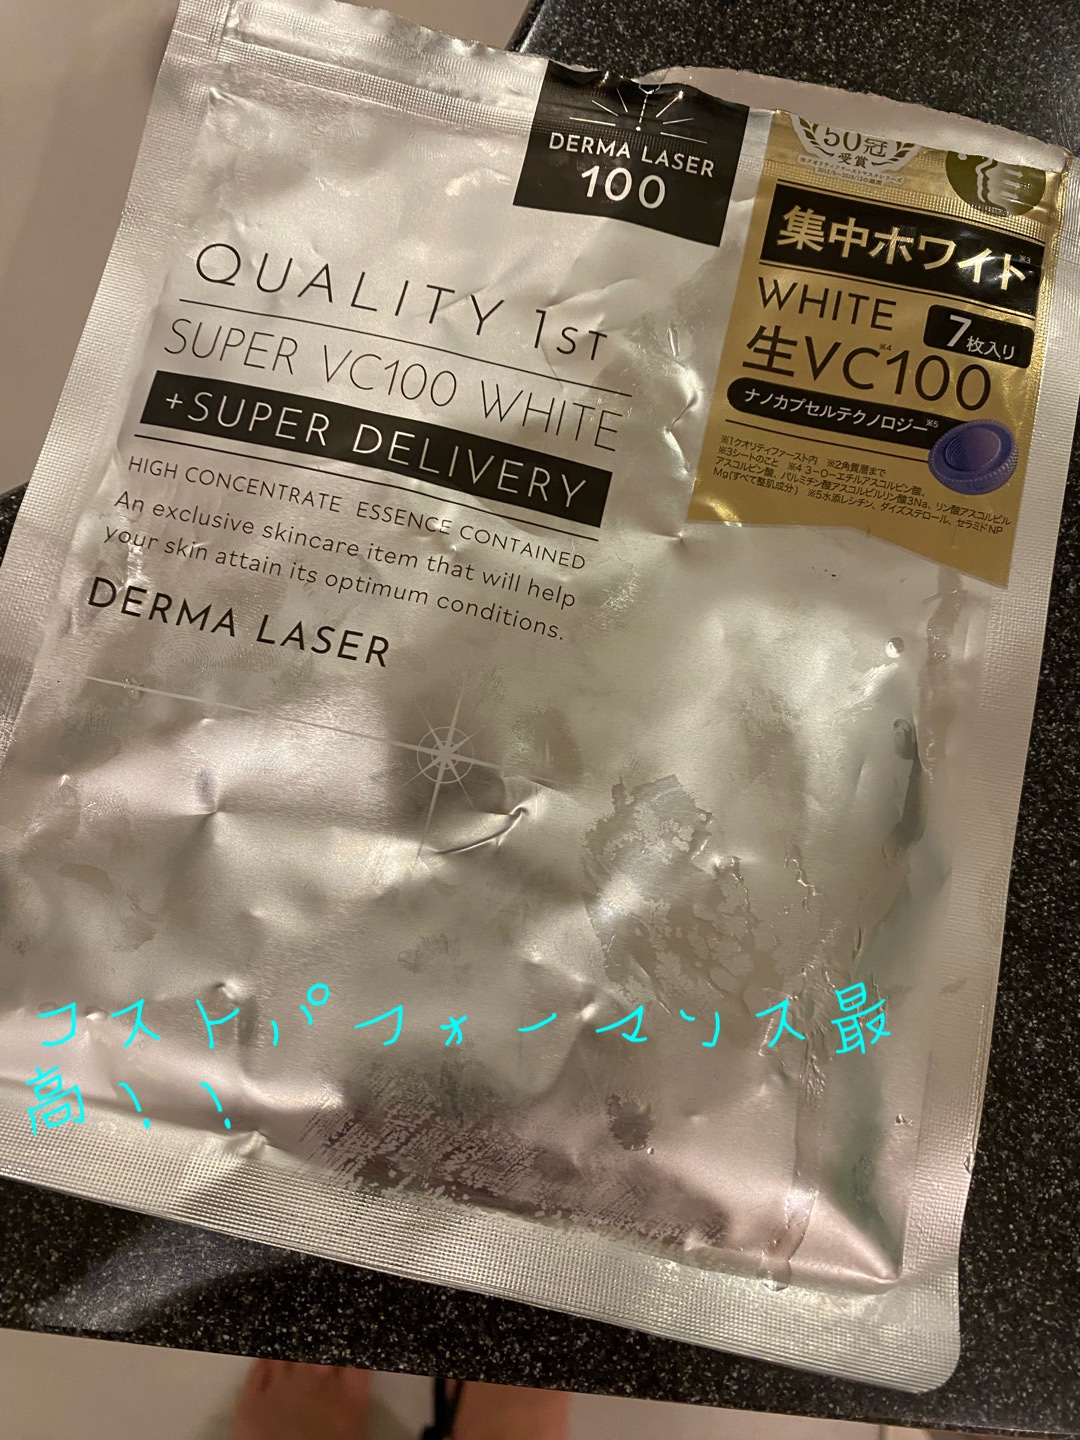 DERMA LASER
100
QUALITY 1ST
SUPER VC100 WHITE
+SUPER DELIVERY
HIGH CONCENTRATE ESSENCE CONTAINED
An exclusive skincare item that will help
your skin attain its optimum conditions.
DERMA LASER
50冠
受賞
集中ホワイト※3
WHITE
7枚入り
生VC100※4
ナノカプセルテクノロジー※5
※1クオリティファースト内 ※2角質層まで
※3シートのこと ※4 3-O-エチルアスコルビン酸、
アスコルビン酸、パルミチン酸アスコルビルリン酸3Na、リン酸アスコルビル
Mg(すべて整肌成分) ※5水添レシチン、ダイズステロール、セラミドNP
コストパフォーマンス最
高!!